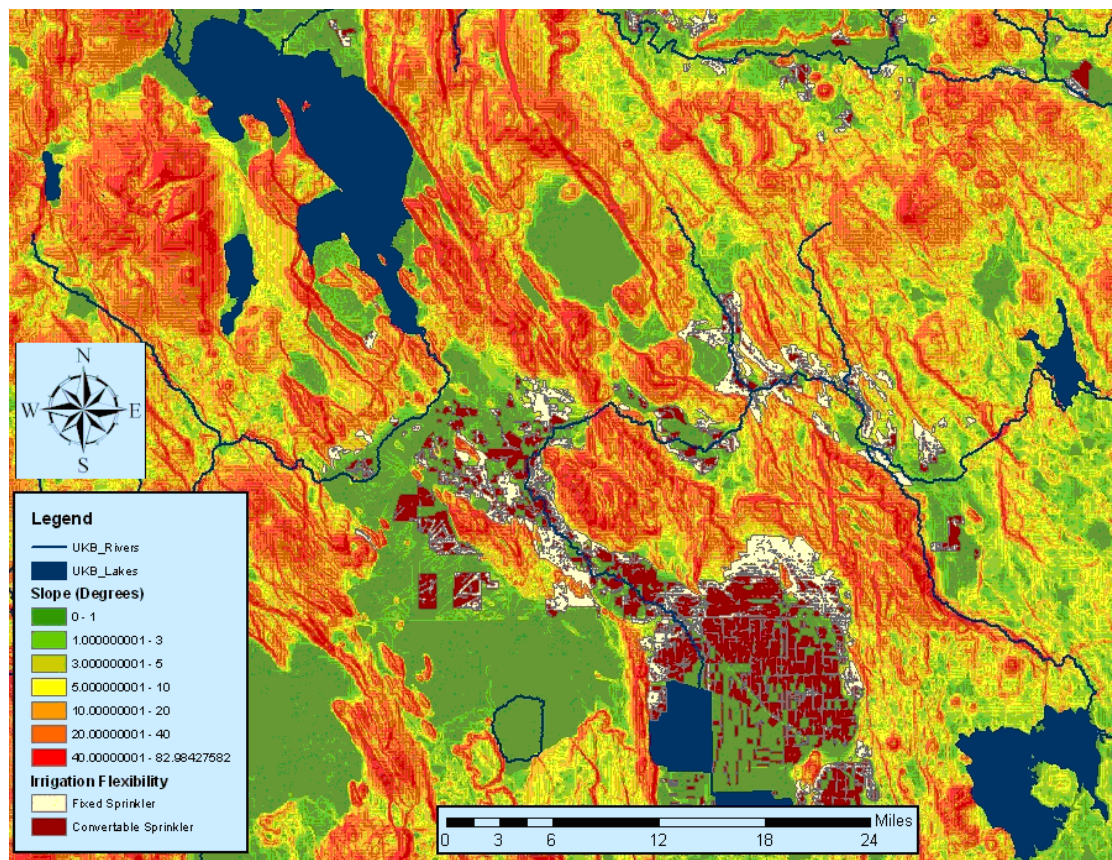 N
W E
S
Legend
UKB_Rivers
UKB_Lakes
Slope (Degrees)
0 - 1
1.000000001 - 3
3.000000001 - 5
5.000000001 - 10
10.00000001 - 20
20.00000001 - 40
40.00000001 - 82.98427582
Irrigation Flexibility
Fixed Sprinkler
Convertable Sprinkler
Miles
0 3 6 12 18 24